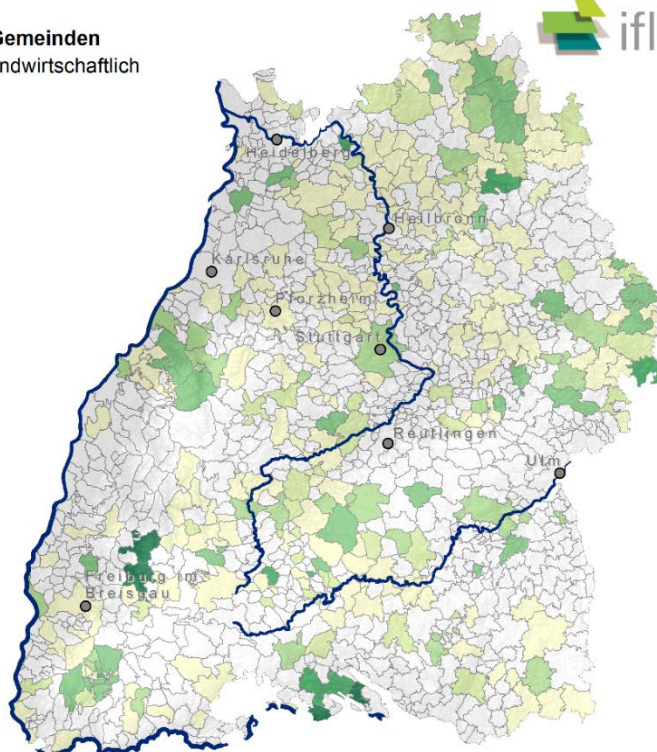 Gemeinden
ndwirtschaftlich
ifl
Heidelberg
Heilbronn
Karlsruhe
Pforzheim
Stuttgart
Reutlingen
Ulm
Freiburg im
Breisgau